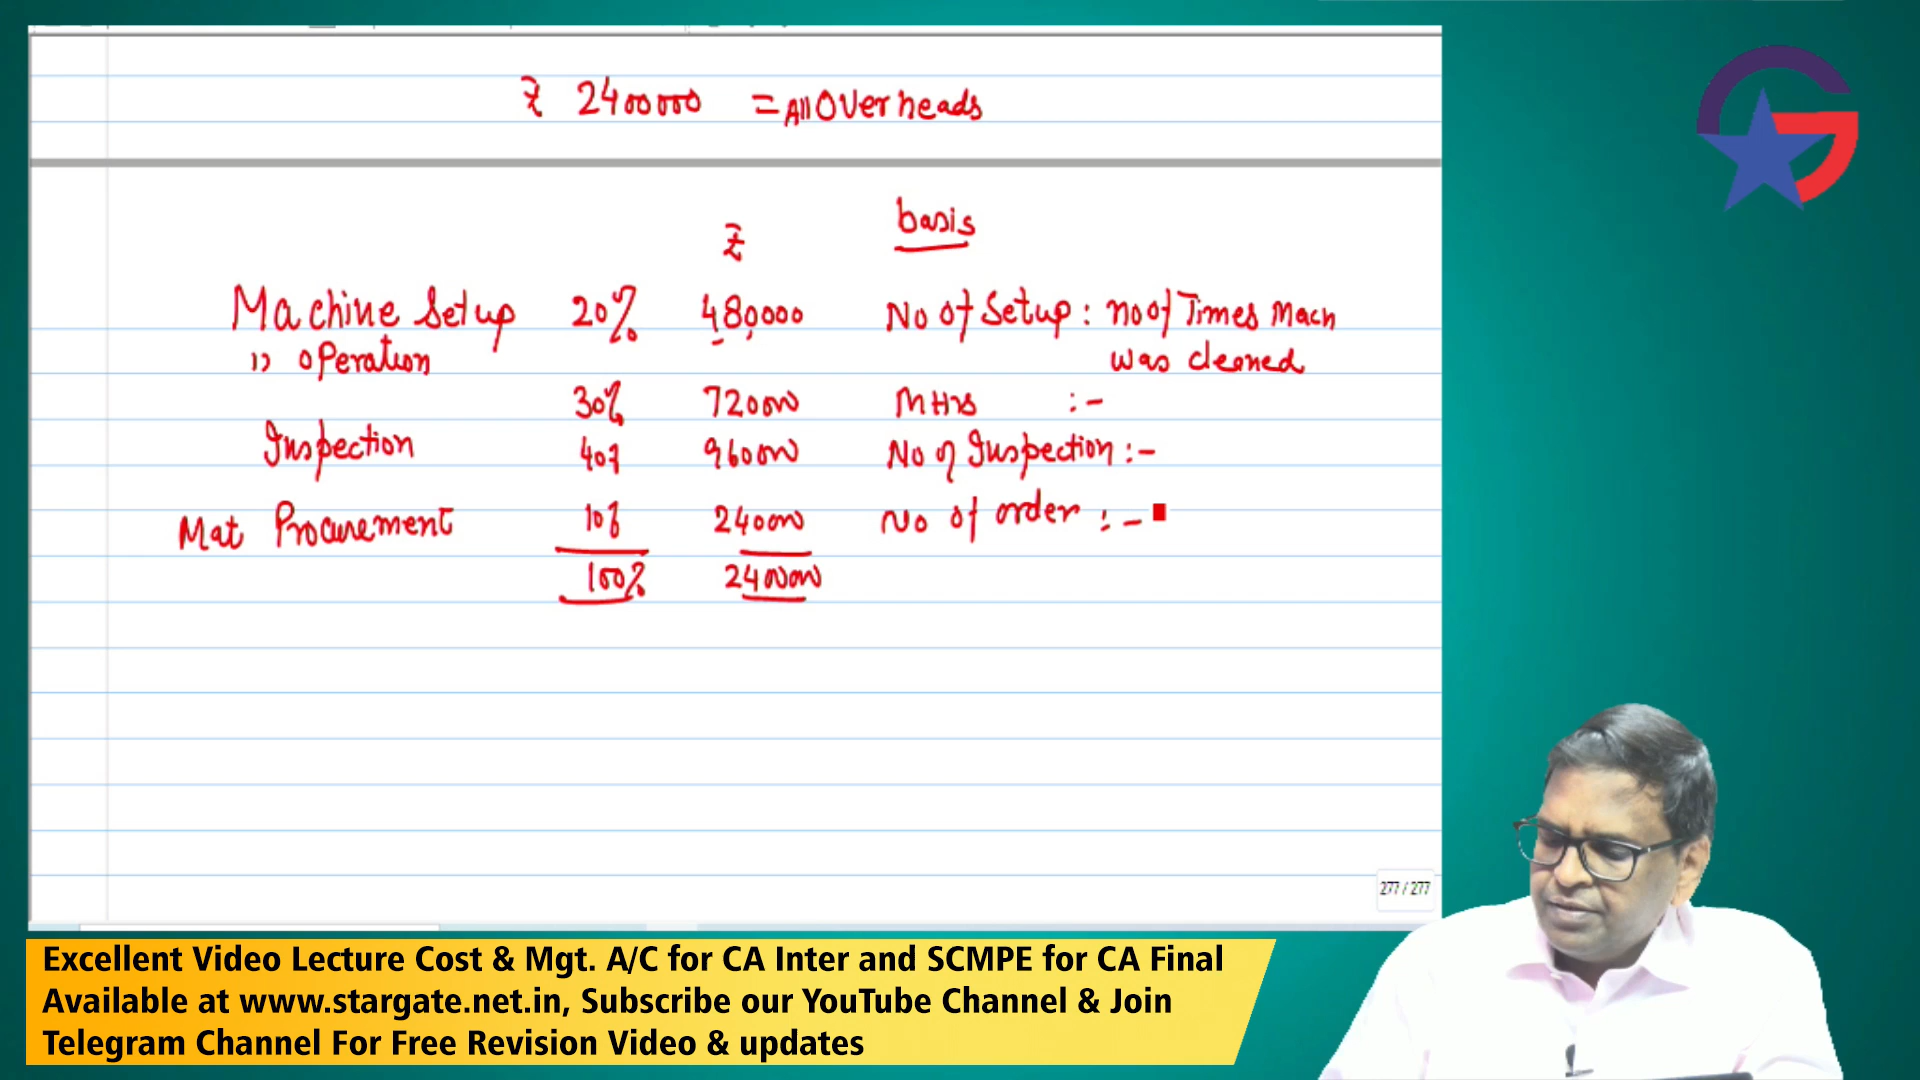 ₹ 2400000 = All Overheads
₹ basis
Machine Setup 20% 480000 No of Setup : no of Times Mach
" operation was cleaned
30% 720000 MHrs :-
Inspection 40% 960000 No of Inspection :-
Mat Procurement 10% 240000 No of order : -
100% 2400000
277 / 277
Excellent Video Lecture Cost & Mgt. A/C for CA Inter and SCMPE for CA Final
Available at www.stargate.net.in, Subscribe our YouTube Channel & Join
Telegram Channel For Free Revision Video & updates